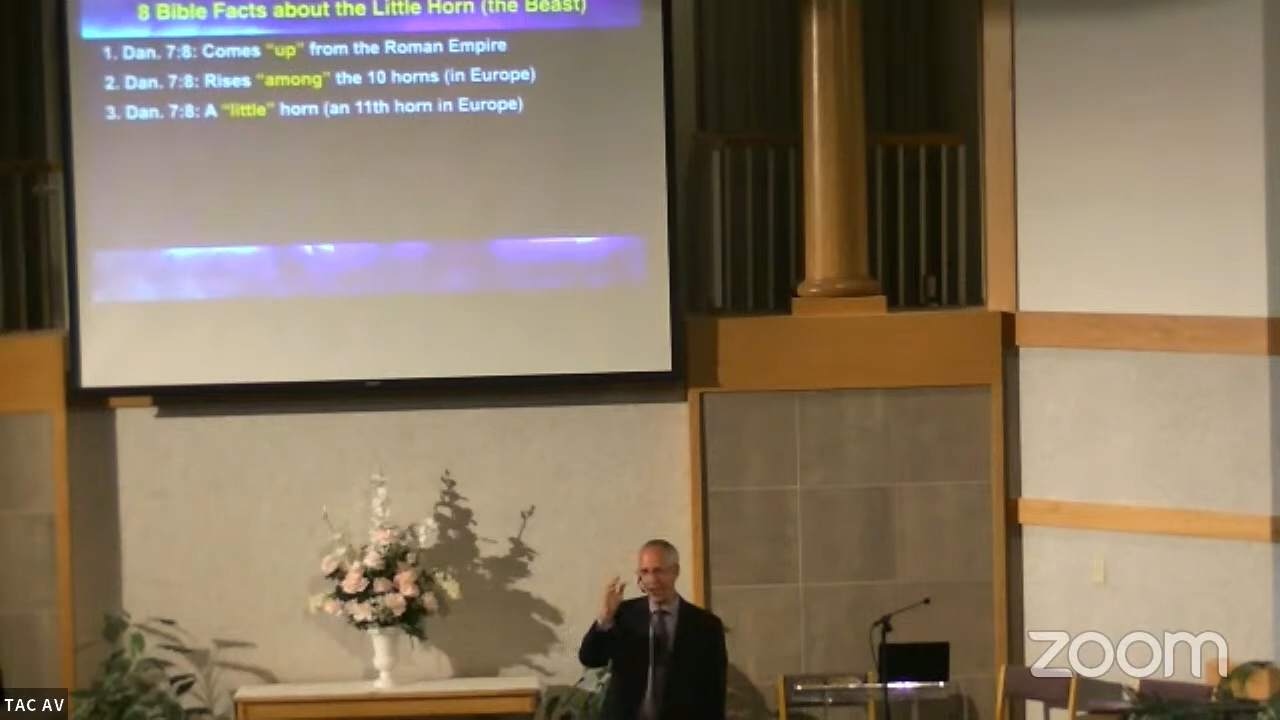 8 Bible Facts about the Little Horn (the Beast)
1. Dan. 7:8: Comes "up" from the Roman Empire
2. Dan. 7:8: Rises "among" the 10 horns (in Europe)
3. Dan. 7:8: A "little" horn (an 11th horn in Europe)
zoom
TAC AV